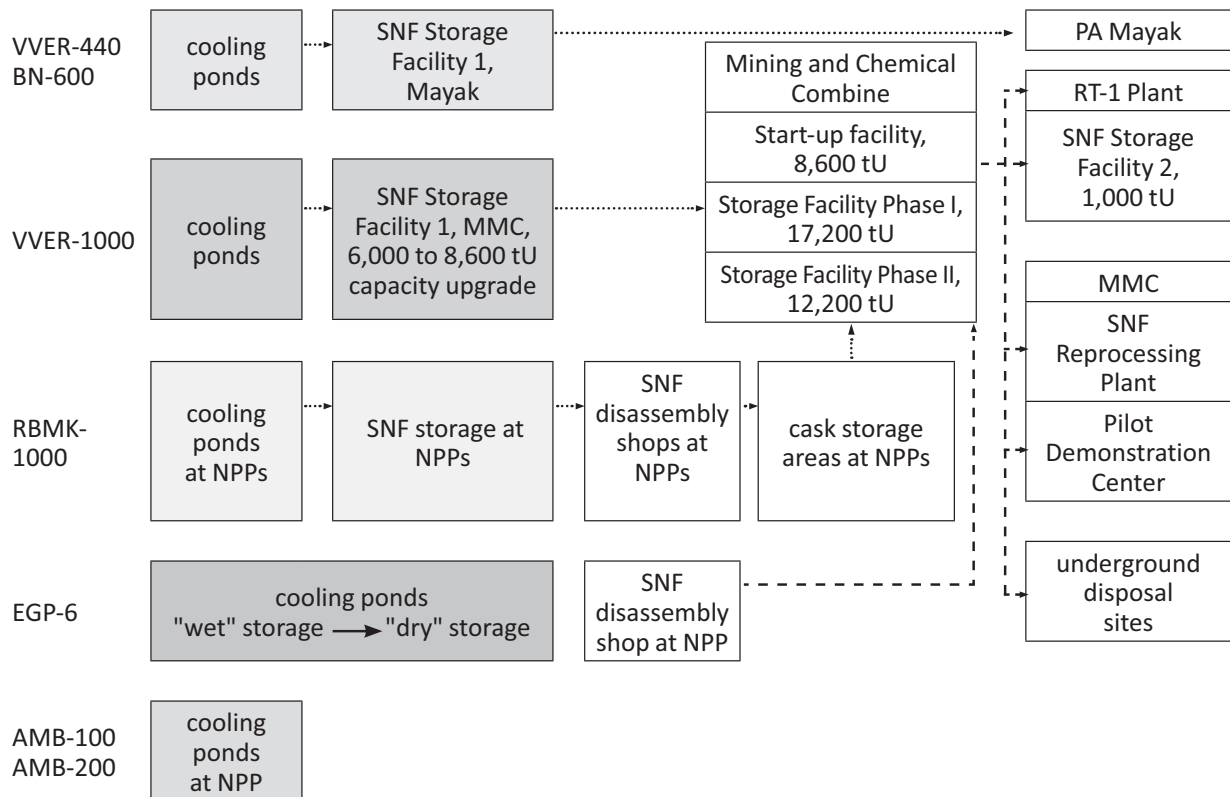 VVER-440
BN-600
cooling
ponds
SNF Storage
Facility 1,
Mayak
PA Mayak
Mining and Chemical
Combine
Start-up facility,
8,600 tU
Storage Facility Phase I,
17,200 tU
Storage Facility Phase II,
12,200 tU
RT-1 Plant
SNF Storage
Facility 2,
1,000 tU
VVER-1000
cooling
ponds
SNF Storage
Facility 1, MMC,
6,000 to 8,600 tU
capacity upgrade
MMC
SNF
Reprocessing
Plant
Pilot
Demonstration
Center
RBMK-
1000
cooling
ponds
at NPPs
SNF storage at
NPPs
SNF
disassembly
shops at
NPPs
cask storage
areas at NPPs
EGP-6
cooling ponds
"wet" storage "dry" storage
SNF
disassembly
shop at NPP
underground
disposal
sites
AMB-100
AMB-200
cooling
ponds
at NPP